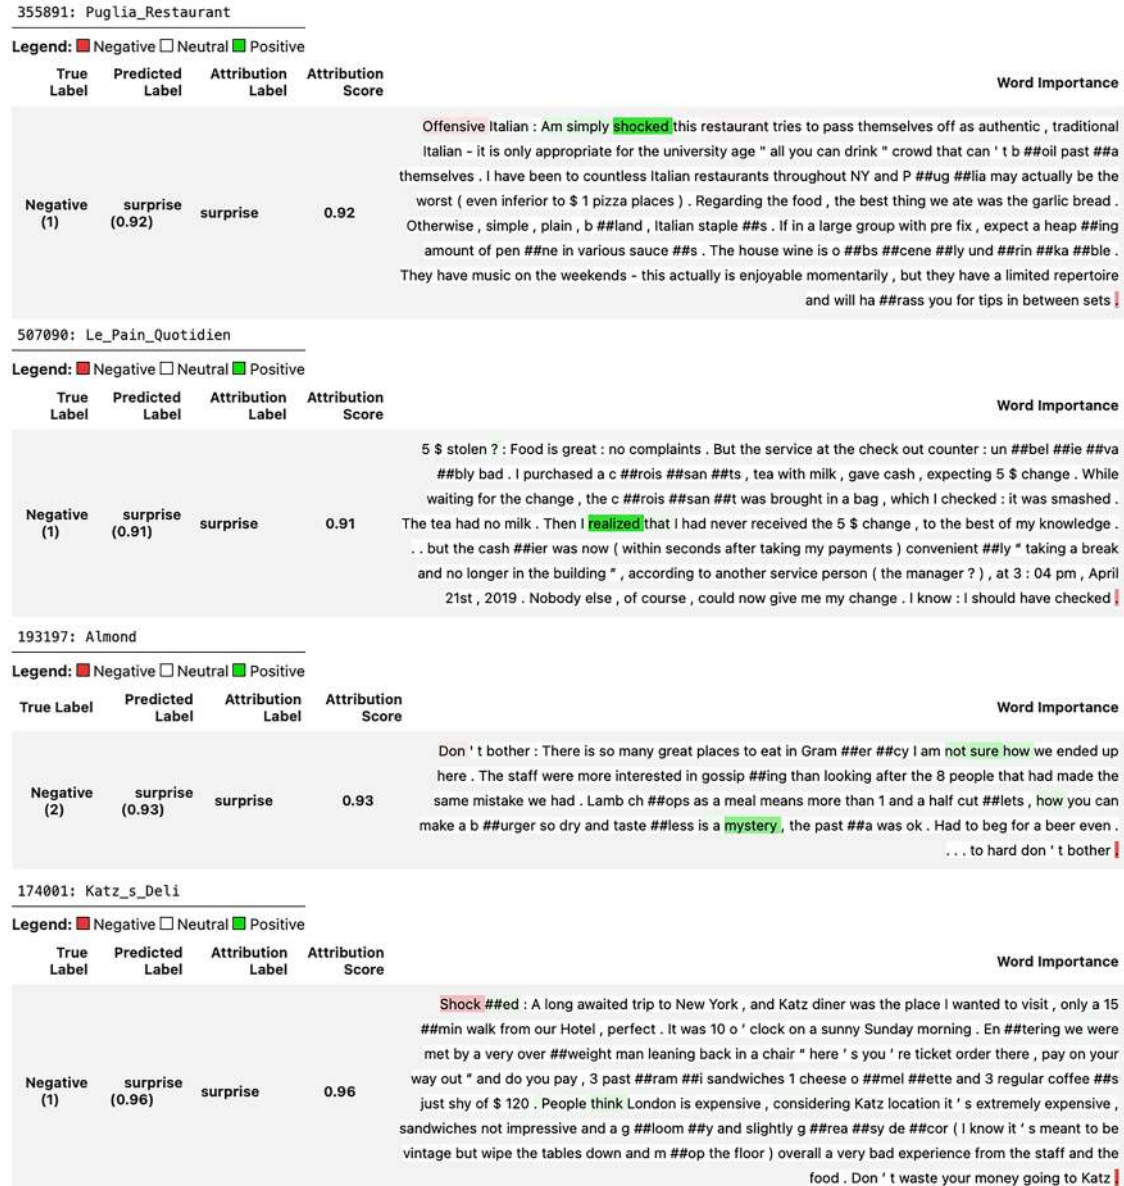 355891: Puglia_Restaurant
Legend: Negative Neutral Positive
True Label Predicted Label Attribution Label Attribution Score Word Importance
Negative (1) surprise (0.92) surprise 0.92
Offensive Italian : Am simply shocked this restaurant tries to pass themselves off as authentic , traditional
Italian - it is only appropriate for the university age " all you can drink " crowd that can ' t b ##oil past ##a
themselves . I have been to countless Italian restaurants throughout NY and P ##ug ##lia may actually be the
worst ( even inferior to $ 1 pizza places ) . Regarding the food , the best thing we ate was the garlic bread .
Otherwise , simple , plain , b ##land , Italian staple ##s . If in a large group with pre fix , expect a heap ##ing
amount of pen ##ne in various sauce ##s . The house wine is o ##bs ##cene ##ly und ##rin ##ka ##ble .
They have music on the weekends - this actually is enjoyable momentarily , but they have a limited repertoire
and will ha ##rass you for tips in between sets .
507090: Le_Pain_Quotidien
Legend: Negative Neutral Positive
True Label Predicted Label Attribution Label Attribution Score Word Importance
Negative (1) surprise (0.91) surprise 0.91
5 $ stolen ? : Food is great : no complaints . But the service at the check out counter : un ##bel ##ie ##va
##bly bad . I purchased a c ##rois ##san ##ts , tea with milk , gave cash , expecting 5 $ change . While
waiting for the change , the c ##rois ##san ##t was brought in a bag , which I checked : it was smashed .
The tea had no milk . Then I realized that I had never received the 5 $ change , to the best of my knowledge .
. . but the cash ##ier was now ( within seconds after taking my payments ) convenient ##ly " taking a break
and no longer in the building " , according to another service person ( the manager ? ) , at 3 : 04 pm , April
21st , 2019 . Nobody else , of course , could now give me my change . I know : I should have checked .
193197: Almond
Legend: Negative Neutral Positive
True Label Predicted Label Attribution Label Attribution Score Word Importance
Negative (2) surprise (0.93) surprise 0.93
Don ' t bother : There is so many great places to eat in Gram ##er ##cy I am not sure how we ended up
here . The staff were more interested in gossip ##ing than looking after the 8 people that had made the
same mistake we had . Lamb ch ##ops as a meal means more than 1 and a half cut ##lets , how you can
make a b ##urger so dry and taste ##less is a mystery , the past ##a was ok . Had to beg for a beer even .
. . . to hard don ' t bother .
174001: Katz_s_Deli
Legend: Negative Neutral Positive
True Label Predicted Label Attribution Label Attribution Score Word Importance
Negative (1) surprise (0.96) surprise 0.96
Shock ##ed : A long awaited trip to New York , and Katz diner was the place I wanted to visit , only a 15
##min walk from our Hotel , perfect . It was 10 o ' clock on a sunny Sunday morning . En ##tering we were
met by a very over ##weight man leaning back in a chair " here ' s you ' re ticket order there , pay on your
way out " and do you pay , 3 past ##ram ##i sandwiches 1 cheese o ##mel ##ette and 3 regular coffee ##s
just shy of $ 120 . People think London is expensive , considering Katz location it ' s extremely expensive ,
sandwiches not impressive and a g ##loom ##y and slightly g ##rea ##sy de ##cor ( I know it ' s meant to be
vintage but wipe the tables down and m ##op the floor ) overall a very bad experience from the staff and the
food . Don ' t waste your money going to Katz .